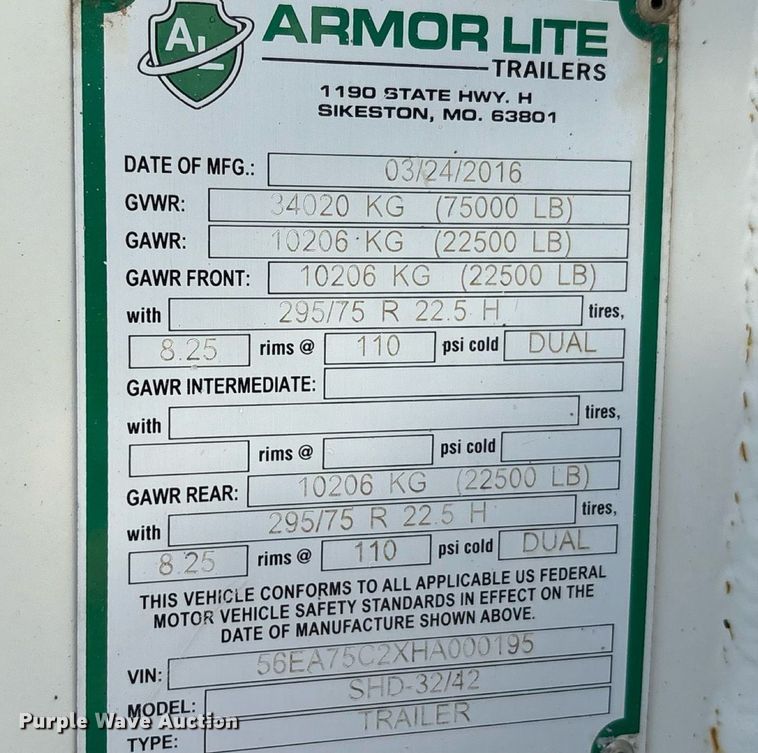 AL ARMOR LITE
TRAILERS
1190 STATE HWY. H
SIKESTON, MO. 63801
DATE OF MFG.: 03/24/2016
GVWR: 34020 KG (75000 LB)
GAWR: 10206 KG (22500 LB)
GAWR FRONT: 10206 KG (22500 LB)
with 295/75 R 22.5 H tires,
8.25 rims @ 110 psi cold DUAL
GAWR INTERMEDIATE:
with tires,
rims @ psi cold
GAWR REAR: 10206 KG (22500 LB)
with 295/75 R 22.5 H tires,
8.25 rims @ 110 psi cold DUAL
THIS VEHICLE CONFORMS TO ALL APPLICABLE US FEDERAL
MOTOR VEHICLE SAFETY STANDARDS IN EFFECT ON THE
DATE OF MANUFACTURE SHOWN ABOVE.
VIN: 56EA75C2XHA000195
MODEL: SHD-32/42
TYPE: TRAILER
Purple Wave Auction